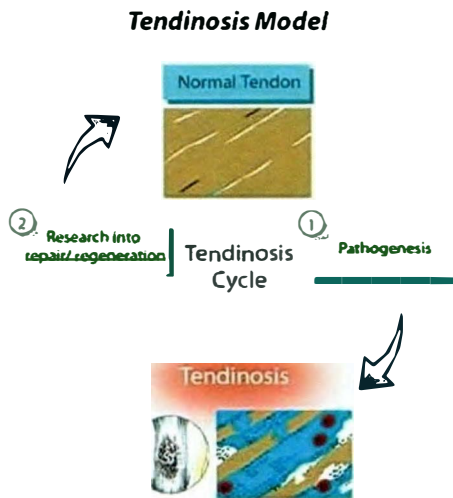 Tendinosis Model
Normal Tendon
2
Research into
repair/ regeneration
Tendinosis
Cycle
1
Pathogenesis
Tendinosis